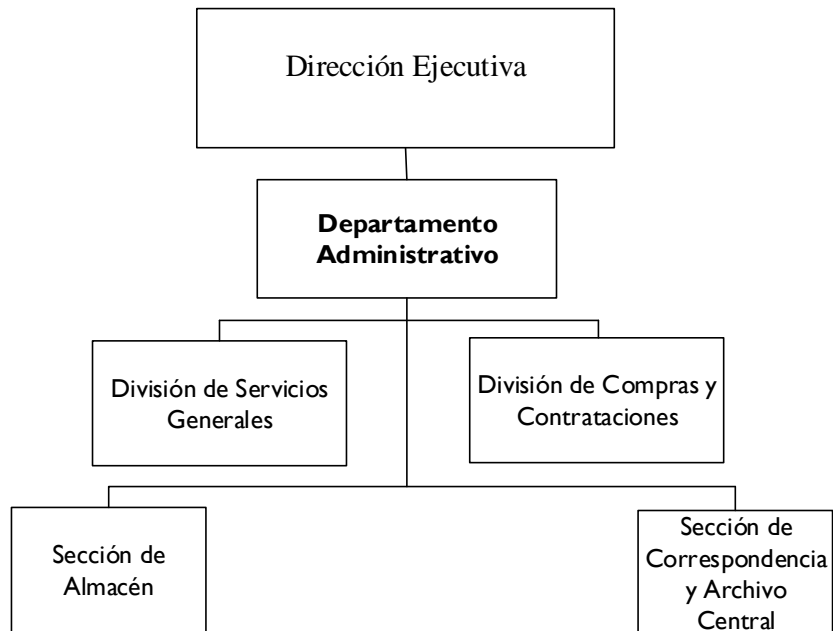 Dirección Ejecutiva
Departamento
Administrativo
División de Servicios
Generales
División de Compras y
Contrataciones
Sección de
Almacén
Sección de
Correspondencia
y Archivo
Central